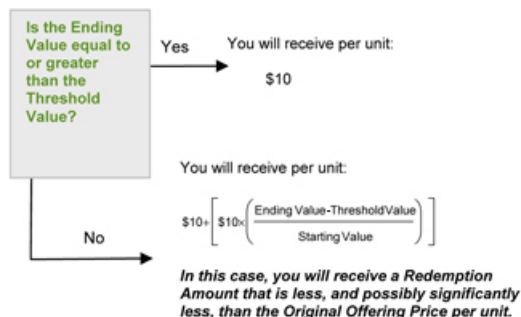 Is the Ending
Value equal to
or greater
than the
Threshold
Value?
Yes
You will receive per unit:
$10
No
You will receive per unit:
$10+[$10×(Ending Value-ThresholdValue
Starting Value)]
In this case, you will receive a Redemption
Amount that is less, and possibly significantly
less, than the Original Offering Price per unit.